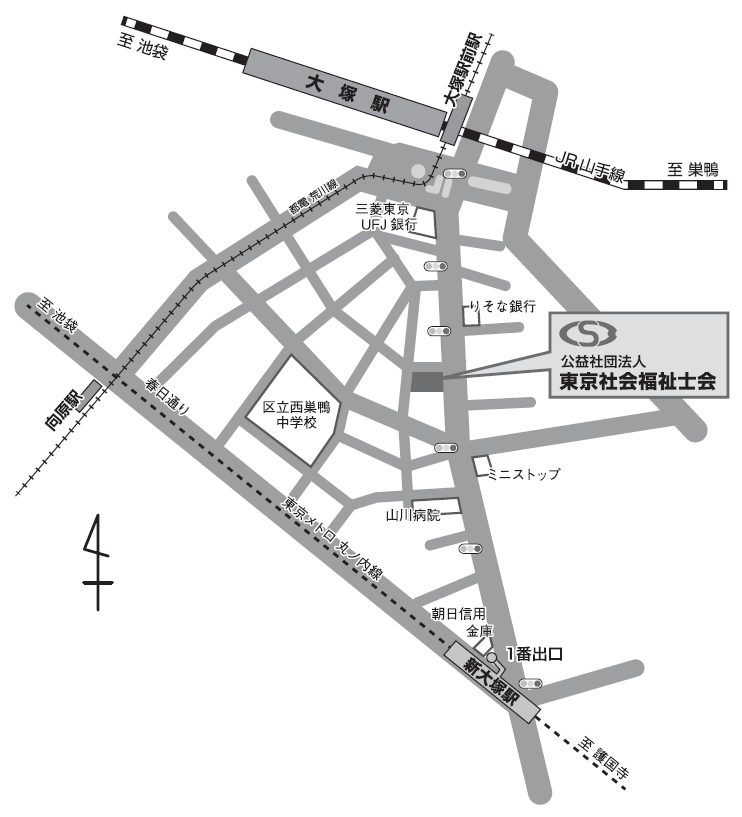 至 池袋
大塚駅
大塚駅前駅
JR 山手線
至 巣鴨
都電 荒川線
三菱東京
UFJ 銀行
至 池袋
りそな銀行
公益社団法人
東京社会福祉士会
向原駅
春日通り
区立西巣鴨
中学校
ミニストップ
東京メトロ 丸ノ内線
山川病院
朝日信用
金庫
1番出口
新大塚駅
至 護国寺